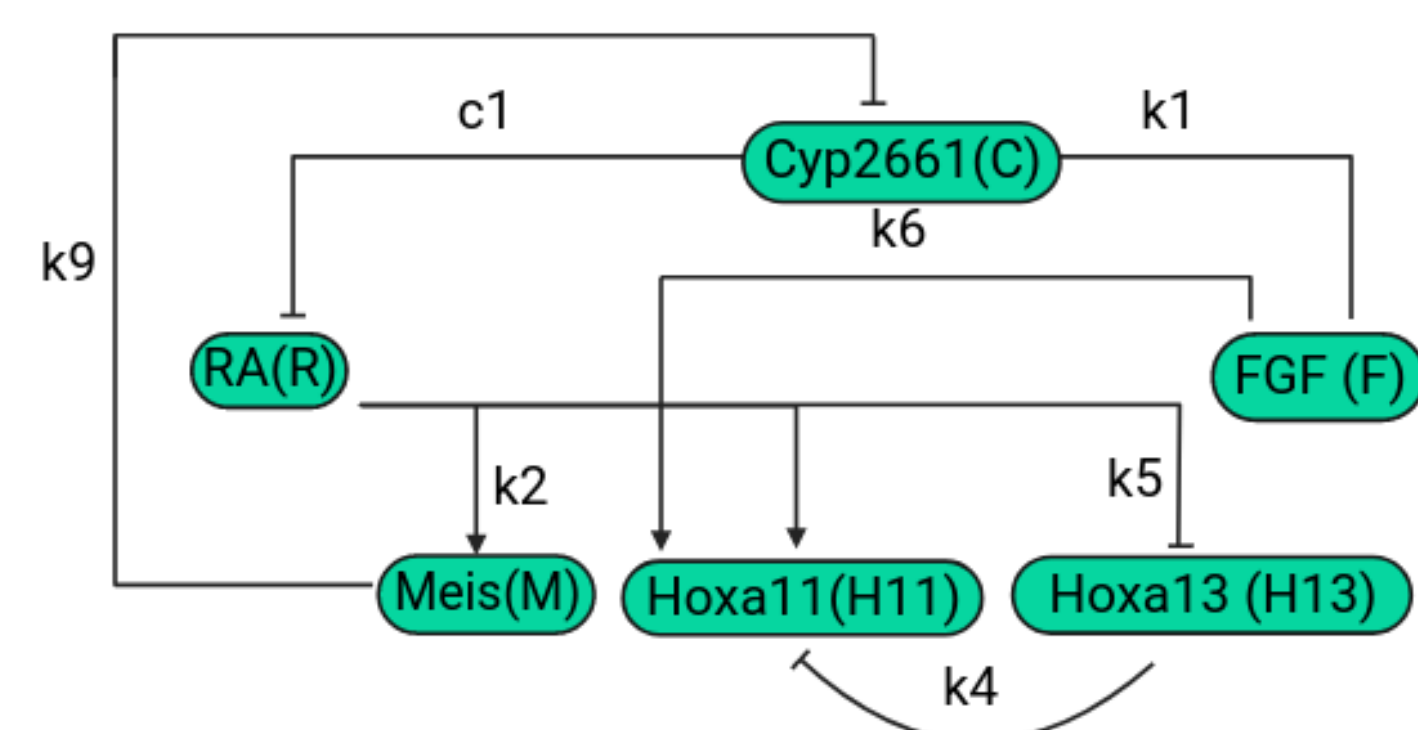 c1
k1
Cyp2661(C)
k6
k9
RA(R)
FGF (F)
k2
k5
Meis(M)
Hoxa11(H11)
Hoxa13 (H13)
k4